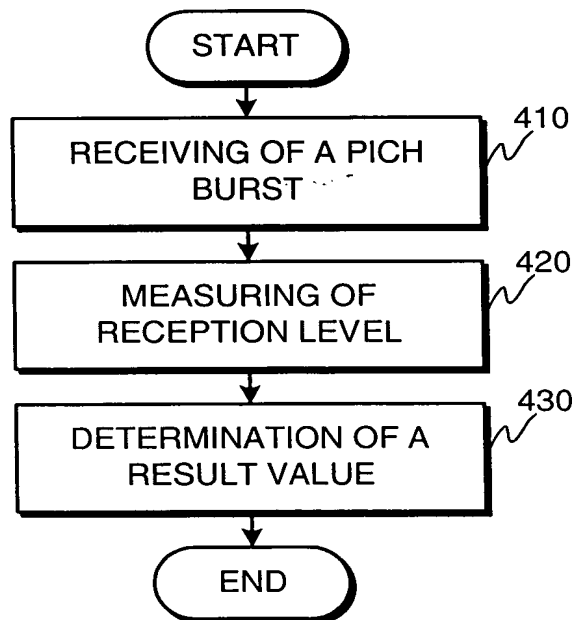 START
410
RECEIVING OF A PICH
BURST
420
MEASURING OF
RECEPTION LEVEL
430
DETERMINATION OF A
RESULT VALUE
END